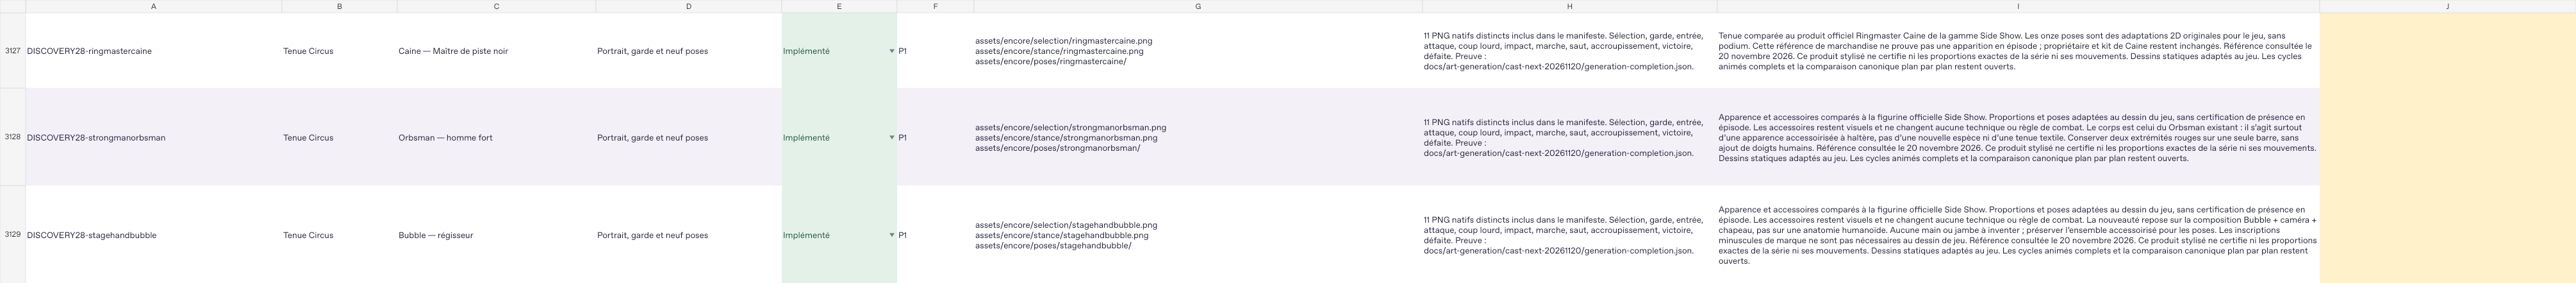 A B C D E F G H I J
3127
DISCOVERY28-ringmastercaine
Tenue Circus
Caine — Maître de piste noir
Portrait, garde et neuf poses
Implémenté
P1
assets/encore/selection/ringmastercaine.png
assets/encore/stance/ringmastercaine.png
assets/encore/poses/ringmastercaine/
11 PNG natifs distincts inclus dans le manifeste. Sélection, garde, entrée,
attaque, coup lourd, impact, marche, saut, accroupissement, victoire,
défaite. Preuve :
docs/art-generation/cast-next-20261120/generation-completion.json.
Tenue comparée au produit officiel Ringmaster Caine de la gamme Side Show. Les onze poses sont des adaptations 2D originales pour le jeu, sans
podium. Cette référence de marchandise ne prouve pas une apparition en épisode ; propriétaire et kit de Caine restent inchangés. Référence consultée le
20 novembre 2026. Ce produit stylisé ne certifie ni les proportions exactes de la série ni ses mouvements. Dessins statiques adaptés au jeu. Les cycles
animés complets et la comparaison canonique plan par plan restent ouverts.
3128
DISCOVERY28-strongmanorbsman
Tenue Circus
Orbsman — homme fort
Portrait, garde et neuf poses
Implémenté
P1
assets/encore/selection/strongmanorbsman.png
assets/encore/stance/strongmanorbsman.png
assets/encore/poses/strongmanorbsman/
11 PNG natifs distincts inclus dans le manifeste. Sélection, garde, entrée,
attaque, coup lourd, impact, marche, saut, accroupissement, victoire,
défaite. Preuve :
docs/art-generation/cast-next-20261120/generation-completion.json.
Apparence et accessoires comparés à la figurine officielle Side Show. Proportions et poses adaptées au dessin du jeu, sans certification de présence en
épisode. Les accessoires restent visuels et ne changent aucune technique ou règle de combat. Le corps est celui du Orbsman existant : il s'agit surtout
d'une apparence accessoirisée à haltère, pas d'une nouvelle espèce ni d'une tenue textile. Conserver deux extrémités rouges sur une seule barre, sans
ajout de doigts humains. Référence consultée le 20 novembre 2026. Ce produit stylisé ne certifie ni les proportions exactes de la série ni ses mouvements.
Dessins statiques adaptés au jeu. Les cycles animés complets et la comparaison canonique plan par plan restent ouverts.
3129
DISCOVERY28-stagehandbubble
Tenue Circus
Bubble — régisseur
Portrait, garde et neuf poses
Implémenté
P1
assets/encore/selection/stagehandbubble.png
assets/encore/stance/stagehandbubble.png
assets/encore/poses/stagehandbubble/
11 PNG natifs distincts inclus dans le manifeste. Sélection, garde, entrée,
attaque, coup lourd, impact, marche, saut, accroupissement, victoire,
défaite. Preuve :
docs/art-generation/cast-next-20261120/generation-completion.json.
Apparence et accessoires comparés à la figurine officielle Side Show. Proportions et poses adaptées au dessin du jeu, sans certification de présence en
épisode. Les accessoires restent visuels et ne changent aucune technique ou règle de combat. La nouveauté repose sur la composition Bubble + caméra +
chapeau, pas sur une anatomie humanoïde. Aucune main ou jambe à inventer ; préserver l'ensemble accessoirisé pour les poses. Les inscriptions
minuscules de marque ne sont pas nécessaires au dessin de jeu. Référence consultée le 20 novembre 2026. Ce produit stylisé ne certifie ni les proportions
exactes de la série ni ses mouvements. Dessins statiques adaptés au jeu. Les cycles animés complets et la comparaison canonique plan par plan restent
ouverts.